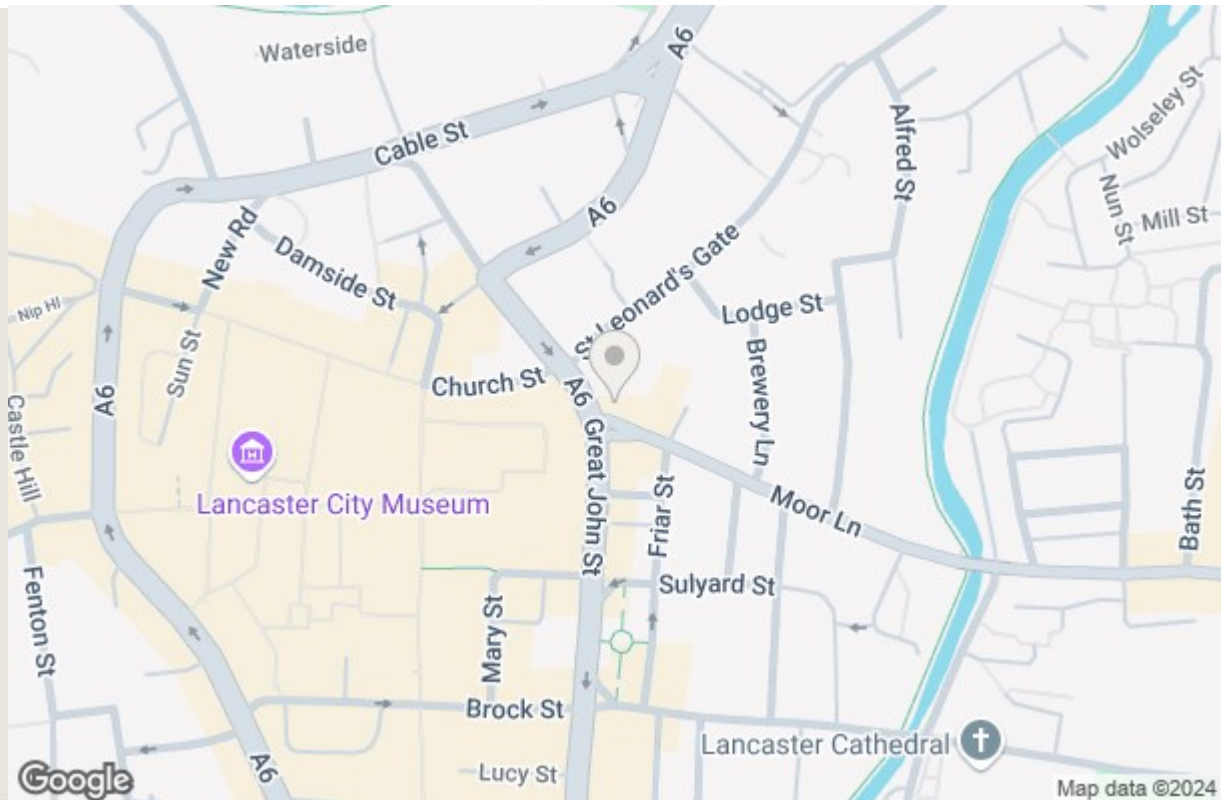 Waterside
A6
Cable St
Alfred St
Wolseley St
Nun St
Mill St
New Rd
A6
Damside St
St Leonard's Gate
Nip Hl
Lodge St
Sun St
Church St
A6
Brewery Ln
A6
Castle Hill
Great John St
Lancaster City Museum
Friar St
Moor Ln
Bath St
Fenton St
Mary St
Sulyard St
Brock St
Lancaster Cathedral
A6
Lucy St
Google
Map data ©2024